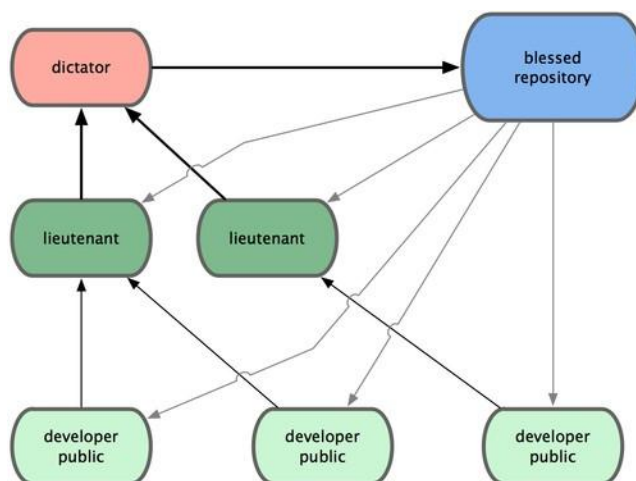 dictator
blessed
repository
lieutenant
lieutenant
developer
public
developer
public
developer
public